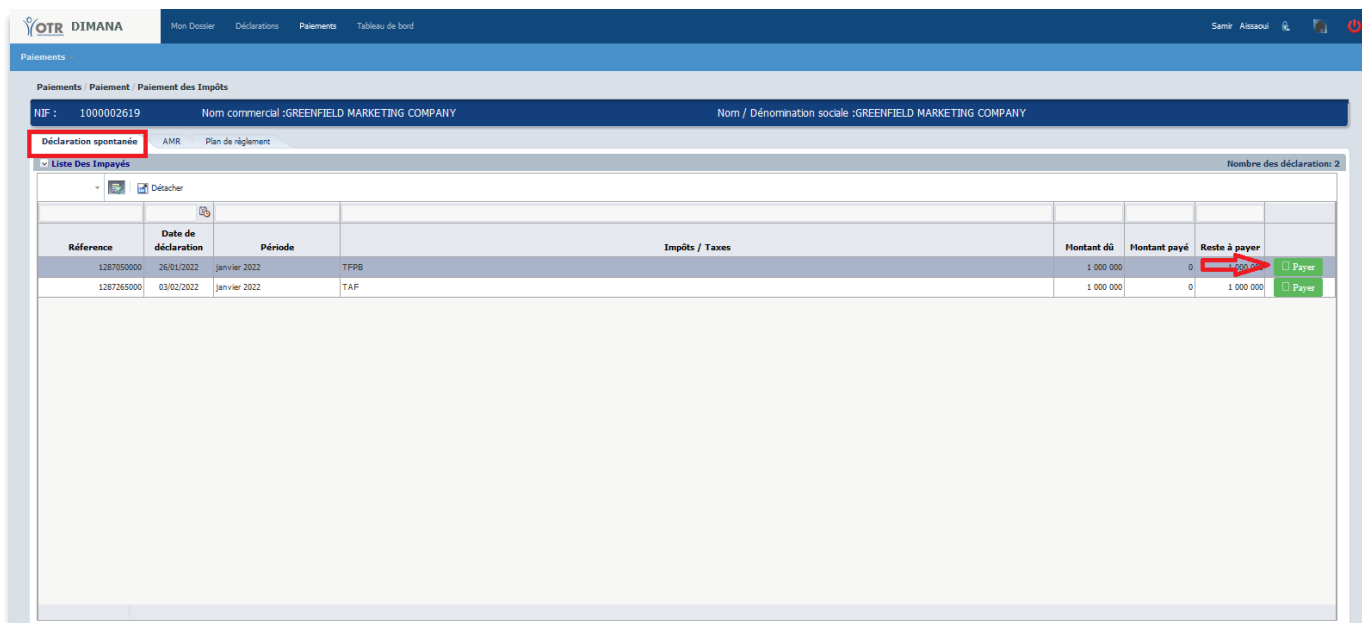 OTR DIMANA Mon Dossier Déclarations Paiements Tableau de bord Samir Aissaoui
Paiements
Paiements / Paiement / Paiement des Impôts
NIF : 1000002619 Nom commercial :GREENFIELD MARKETING COMPANY Nom / Dénomination sociale :GREENFIELD MARKETING COMPANY
Déclaration spontanée AMR Plan de règlement
Liste Des Impayés Nombre des déclaration: 2
Détacher
Réference Date de déclaration Période Impôts / Taxes Montant dû Montant payé Reste à payer
1287050000 26/01/2022 janvier 2022 TFPB 1 000 000 0 1 000 000 Payer
1287265000 03/02/2022 janvier 2022 TAF 1 000 000 0 1 000 000 Payer